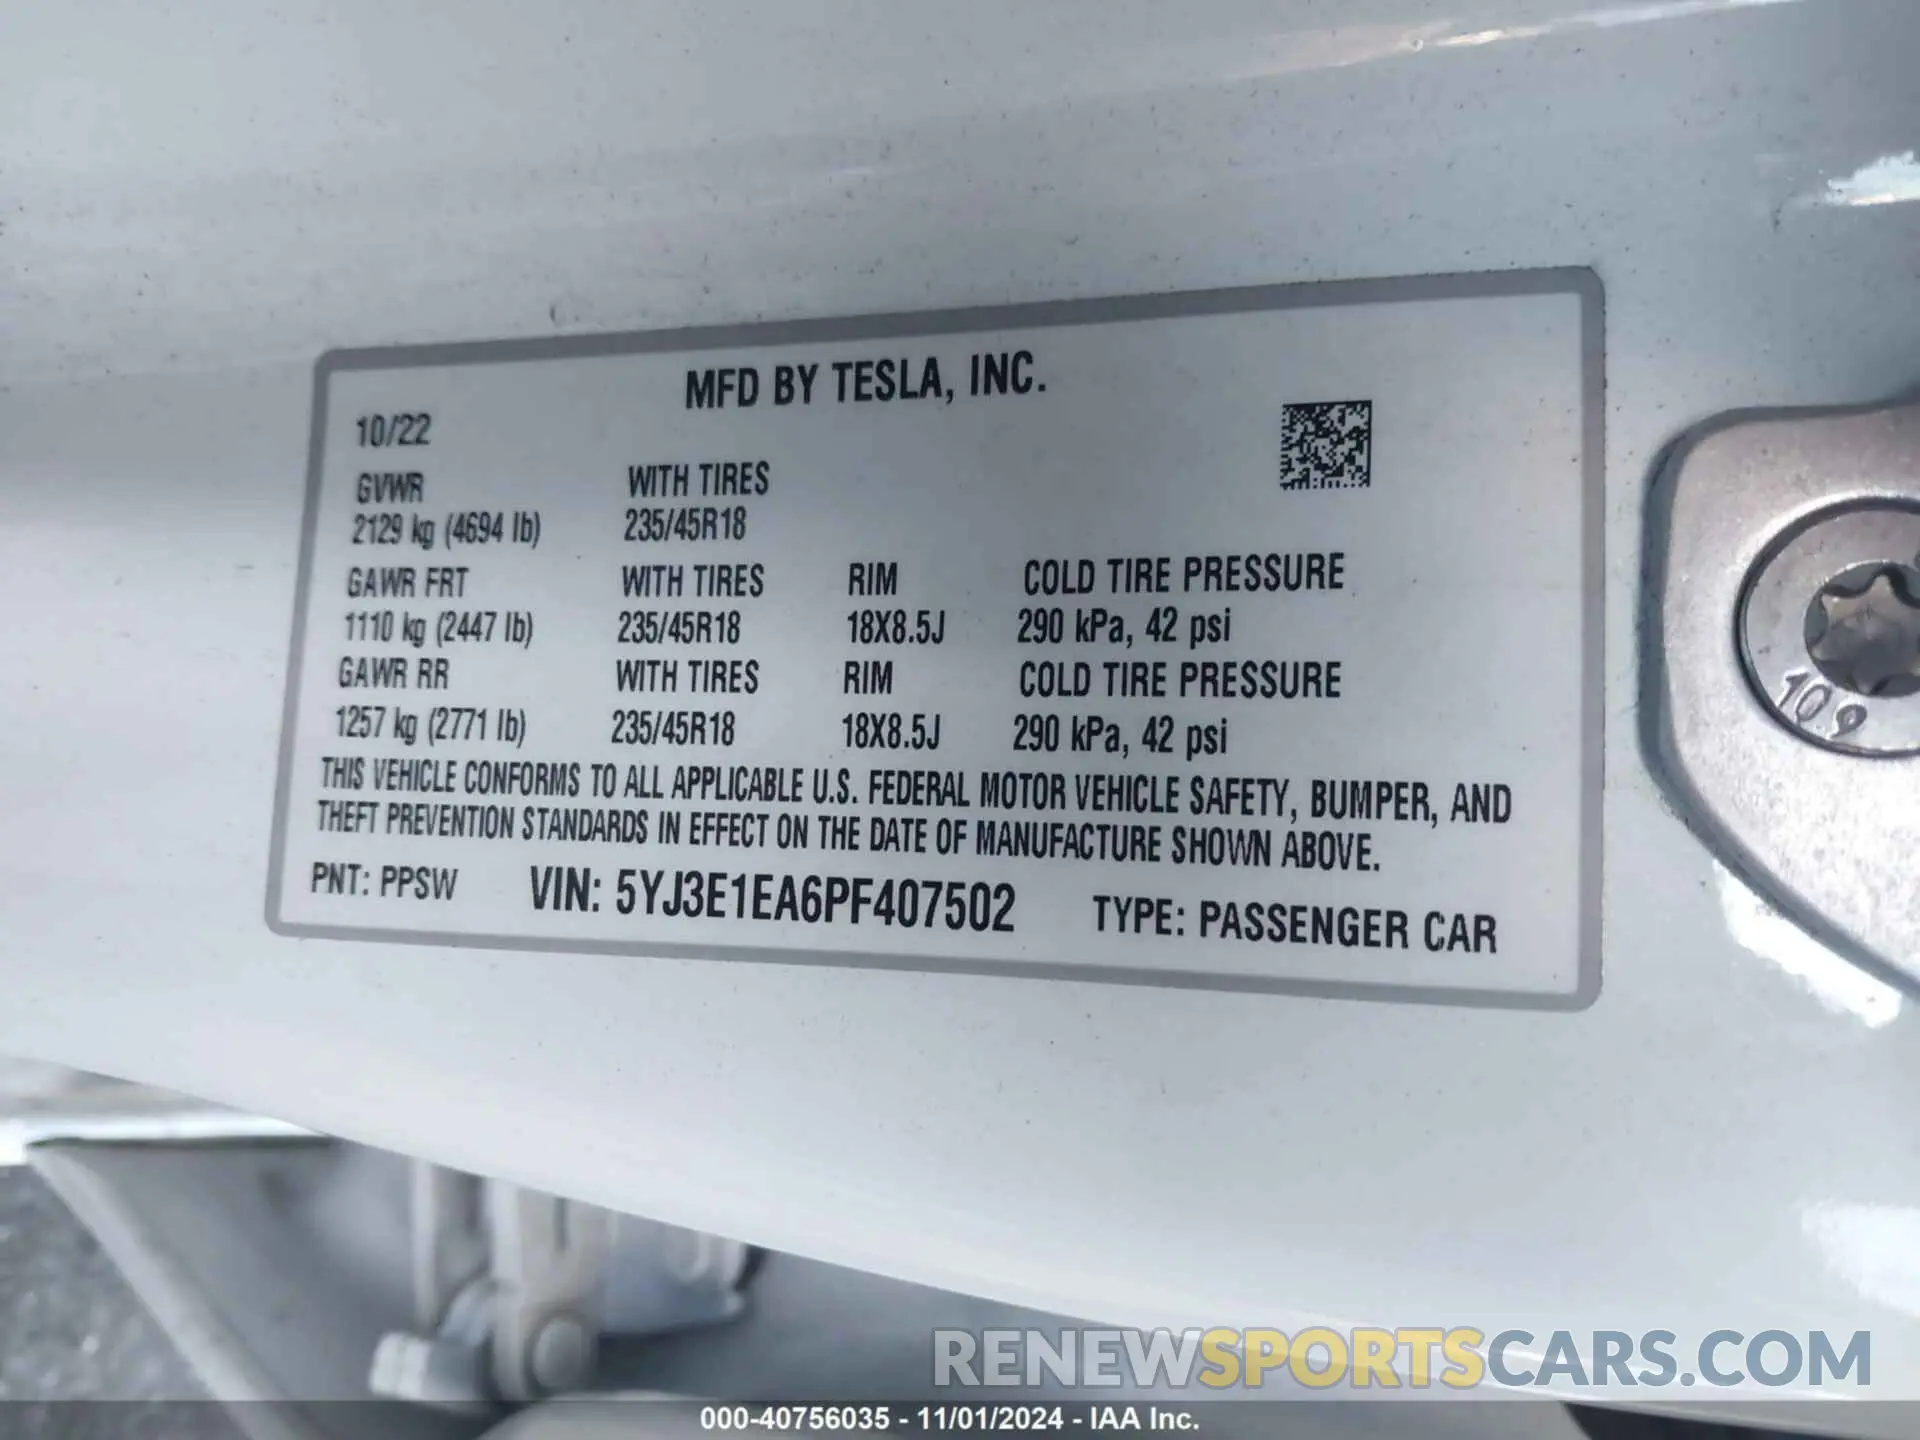 MFD BY TESLA, INC.
10/22
GVWR WITH TIRES
2129 kg (4694 lb) 235/45R18
GAWR FRT WITH TIRES RIM COLD TIRE PRESSURE
1110 kg (2447 lb) 235/45R18 18X8.5J 290 kPa, 42 psi
GAWR RR WITH TIRES RIM COLD TIRE PRESSURE
1257 kg (2771 lb) 235/45R18 18X8.5J 290 kPa, 42 psi
THIS VEHICLE CONFORMS TO ALL APPLICABLE U.S. FEDERAL MOTOR VEHICLE SAFETY, BUMPER, AND
THEFT PREVENTION STANDARDS IN EFFECT ON THE DATE OF MANUFACTURE SHOWN ABOVE.
PNT: PPSW VIN: 5YJ3E1EA6PF407502 TYPE: PASSENGER CAR
10.9
RENEWSPORTSCARS.COM
000-40756035 - 11/01/2024 - IAA Inc.